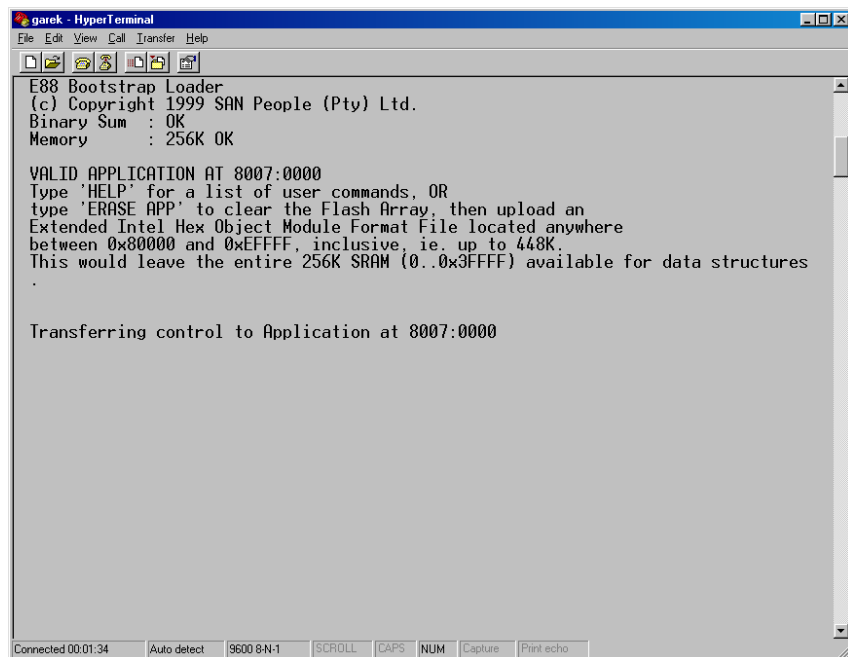 garek - HyperTerminal
File Edit View Call Transfer Help
E88 Bootstrap Loader
(c) Copyright 1999 SAN People (Pty) Ltd.
Binary Sum : OK
Memory : 256K OK
VALID APPLICATION AT 8007:0000
Type 'HELP' for a list of user commands, OR
type 'ERASE APP' to clear the Flash Array, then upload an
Extended Intel Hex Object Module Format File located anywhere
between 0x80000 and 0xEFFFF, inclusive, ie. up to 448K.
This would leave the entire 256K SRAM (0..0x3FFFF) available for data structures
.
Transferring control to Application at 8007:0000
Connected 00:01:34 Auto detect 9600 8-N-1 SCROLL CAPS NUM Capture Print echo